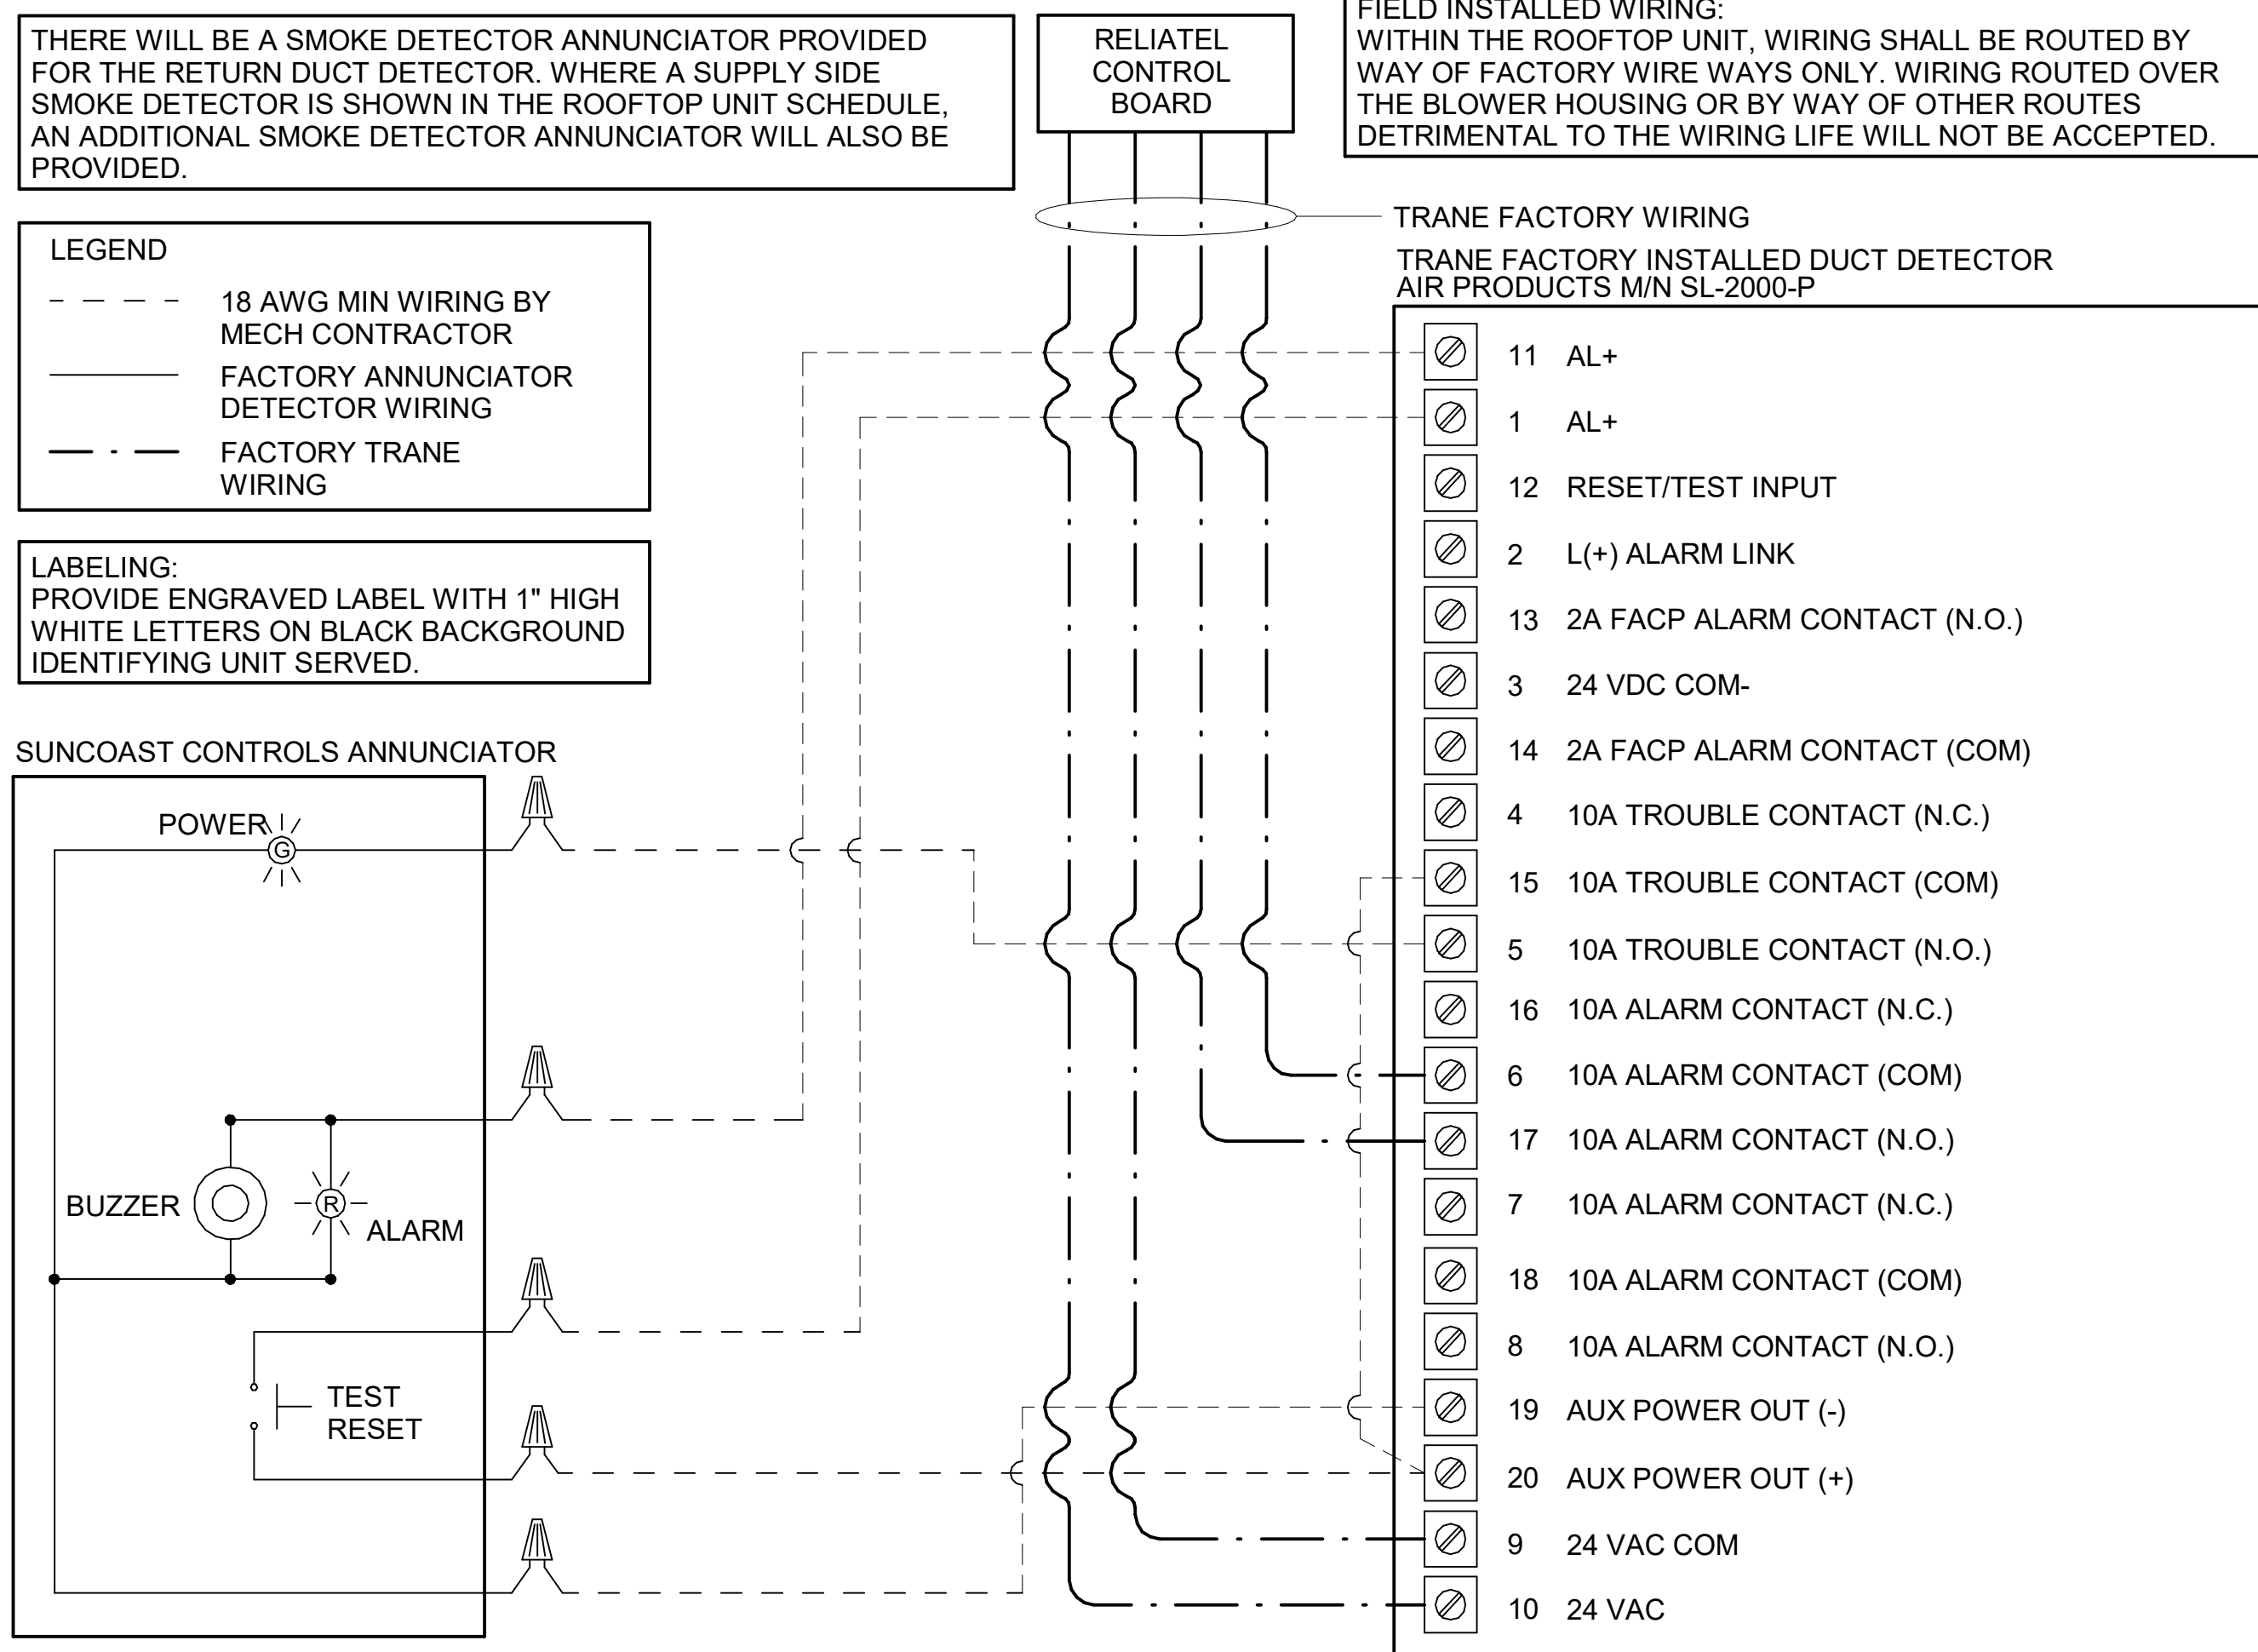 THERE WILL BE A SMOKE DETECTOR ANNUNCIATOR PROVIDED
FOR THE RETURN DUCT DETECTOR. WHERE A SUPPLY SIDE
SMOKE DETECTOR IS SHOWN IN THE ROOFTOP UNIT SCHEDULE,
AN ADDITIONAL SMOKE DETECTOR ANNUNCIATOR WILL ALSO BE
PROVIDED.
RELIATEL
CONTROL
BOARD
FIELD INSTALLED WIRING:
WITHIN THE ROOFTOP UNIT, WIRING SHALL BE ROUTED BY
WAY OF FACTORY WIRE WAYS ONLY. WIRING ROUTED OVER
THE BLOWER HOUSING OR BY WAY OF OTHER ROUTES
DETRIMENTAL TO THE WIRING LIFE WILL NOT BE ACCEPTED.
LEGEND
18 AWG MIN WIRING BY
MECH CONTRACTOR
FACTORY ANNUNCIATOR
DETECTOR WIRING
FACTORY TRANE
WIRING
LABELING:
PROVIDE ENGRAVED LABEL WITH 1" HIGH
WHITE LETTERS ON BLACK BACKGROUND
IDENTIFYING UNIT SERVED.
TRANE FACTORY WIRING
TRANE FACTORY INSTALLED DUCT DETECTOR
AIR PRODUCTS M/N SL-2000-P
11 AL+
1 AL+
12 RESET/TEST INPUT
2 L(+) ALARM LINK
13 2A FACP ALARM CONTACT (N.O.)
3 24 VDC COM-
14 2A FACP ALARM CONTACT (COM)
4 10A TROUBLE CONTACT (N.C.)
15 10A TROUBLE CONTACT (COM)
5 10A TROUBLE CONTACT (N.O.)
16 10A ALARM CONTACT (N.C.)
6 10A ALARM CONTACT (COM)
17 10A ALARM CONTACT (N.O.)
7 10A ALARM CONTACT (N.C.)
18 10A ALARM CONTACT (COM)
8 10A ALARM CONTACT (N.O.)
19 AUX POWER OUT (-)
20 AUX POWER OUT (+)
9 24 VAC COM
10 24 VAC
SUNCOAST CONTROLS ANNUNCIATOR
POWER
G
BUZZER
R
ALARM
TEST
RESET